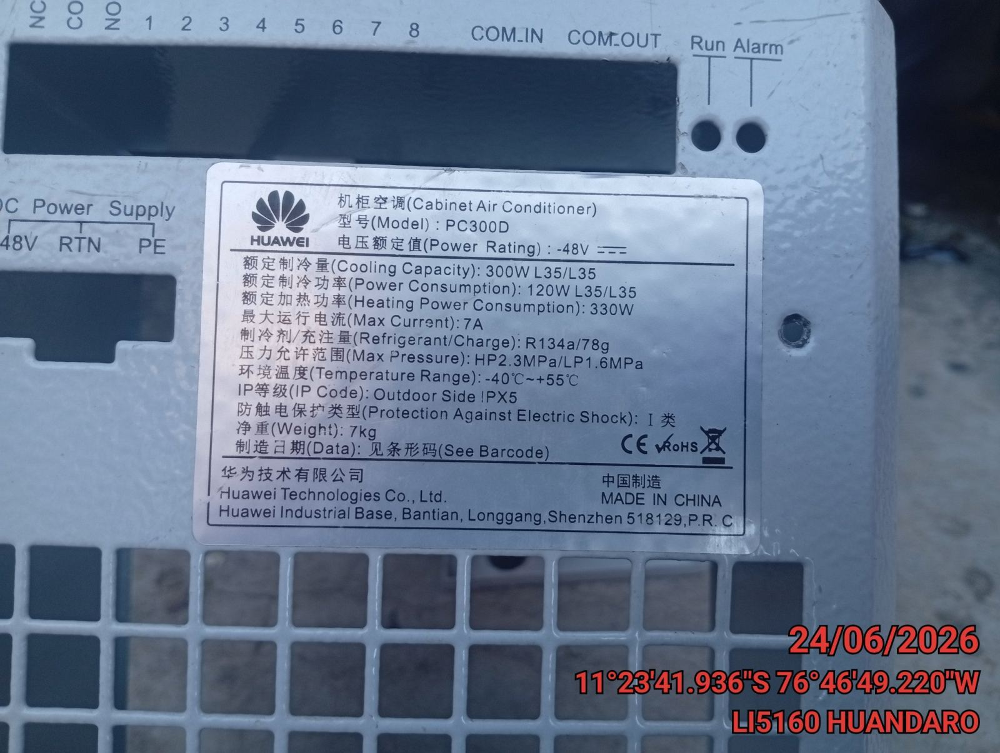 NC CO NO 1 2 3 4 5 6 7 8 COM-IN COM-OUT Run Alarm
Power Supply
48V RTN PE
HUAWEI
机柜空调(Cabinet Air Conditioner)
型号(Model) : PC300D
电压额定值(Power Rating) : -48V
额定制冷量(Cooling Capacity): 300W L35/L35
额定制冷功率(Power Consumption): 120W L35/L35
额定加热功率(Heating Power Consumption): 330W
最大运行电流(Max Current): 7A
制冷剂/充注量(Refrigerant/Charge): R134a/78g
压力允许范围(Max Pressure): HP2.3MPa/LP1.6MPa
环境温度(Temperature Range): -40℃~+55℃
IP等级(IP Code): Outdoor Side IPX5
防触电保护类型(Protection Against Electric Shock): I 类
净重(Weight): 7kg
制造日期(Data): 见条形码(See Barcode)
CE RoHS
华为技术有限公司
Huawei Technologies Co., Ltd.
中国制造
MADE IN CHINA
Huawei Industrial Base, Bantian, Longgang,Shenzhen 518129,P.R. C
24/06/2026
11°23'41.936"S 76°46'49.220"W
LI5160 HUANDARO